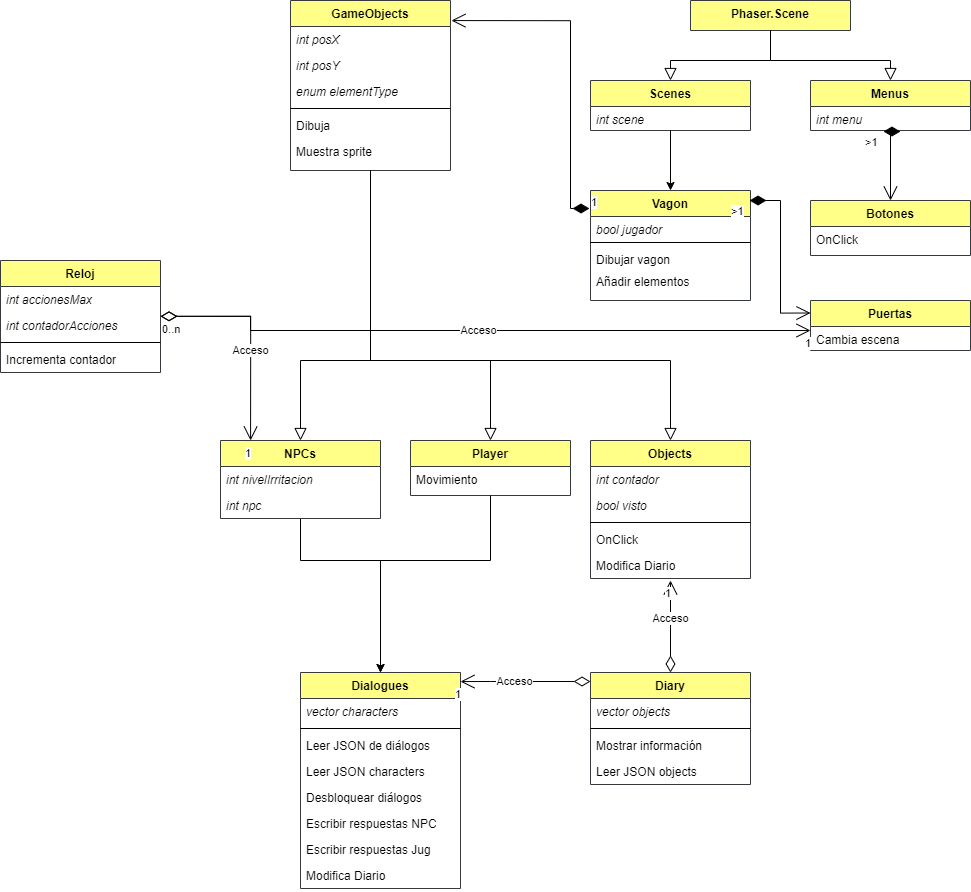 GameObjects
int posX
int posY
enum elementType
Dibuja
Muestra sprite
Phaser.Scene
Scenes
int scene
Menus
int menu
>1
Vagon
1
>1
bool jugador
Dibujar vagon
Añadir elementos
Botones
OnClick
Puertas
Cambia escena
1
Reloj
int accionesMax
int contadorAcciones
Incrementa contador
0..n
Acceso
Acceso
NPCs
1
int nivelIrritacion
int npc
Player
Movimiento
Objects
int contador
bool visto
OnClick
Modifica Diario
1
Acceso
Dialogues
1
vector characters
Leer JSON de diálogos
Leer JSON characters
Desbloquear diálogos
Escribir respuestas NPC
Escribir respuestas Jug
Modifica Diario
Acceso
Diary
vector objects
Mostrar información
Leer JSON objects